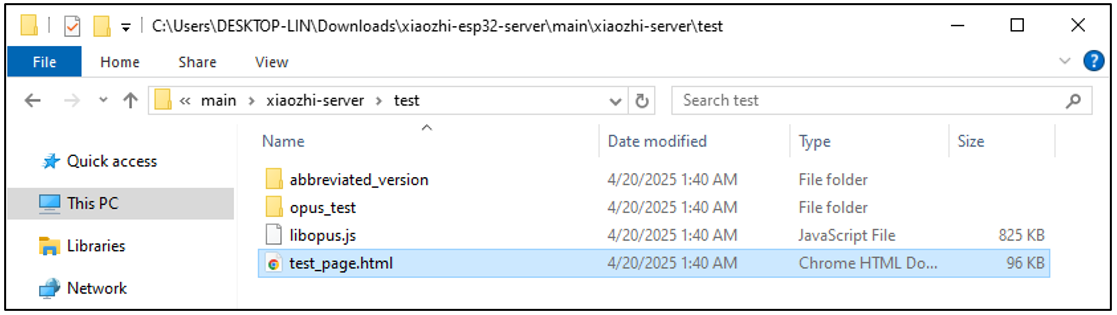 C:\Users\DESKTOP-LIN\Downloads\xiaozhi-esp32-server\main\xiaozhi-server\test
File Home Share View
« main › xiaozhi-server › test Search test
Name Date modified Type Size
Quick access
This PC
Libraries
Network
abbreviated_version 4/20/2025 1:40 AM File folder
opus_test 4/20/2025 1:40 AM File folder
libopus.js 4/20/2025 1:40 AM JavaScript File 825 KB
test_page.html 4/20/2025 1:40 AM Chrome HTML Do... 96 KB